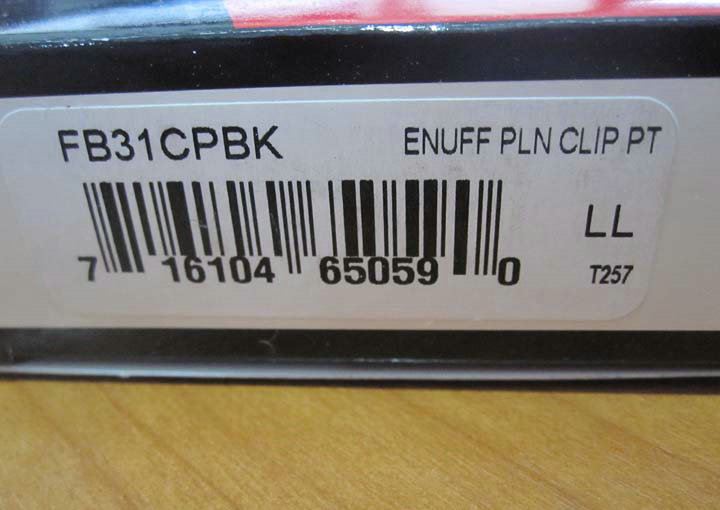 FB31CPBK ENUFF PLN CLIP PT
LL
7 16104 65059 0 T257